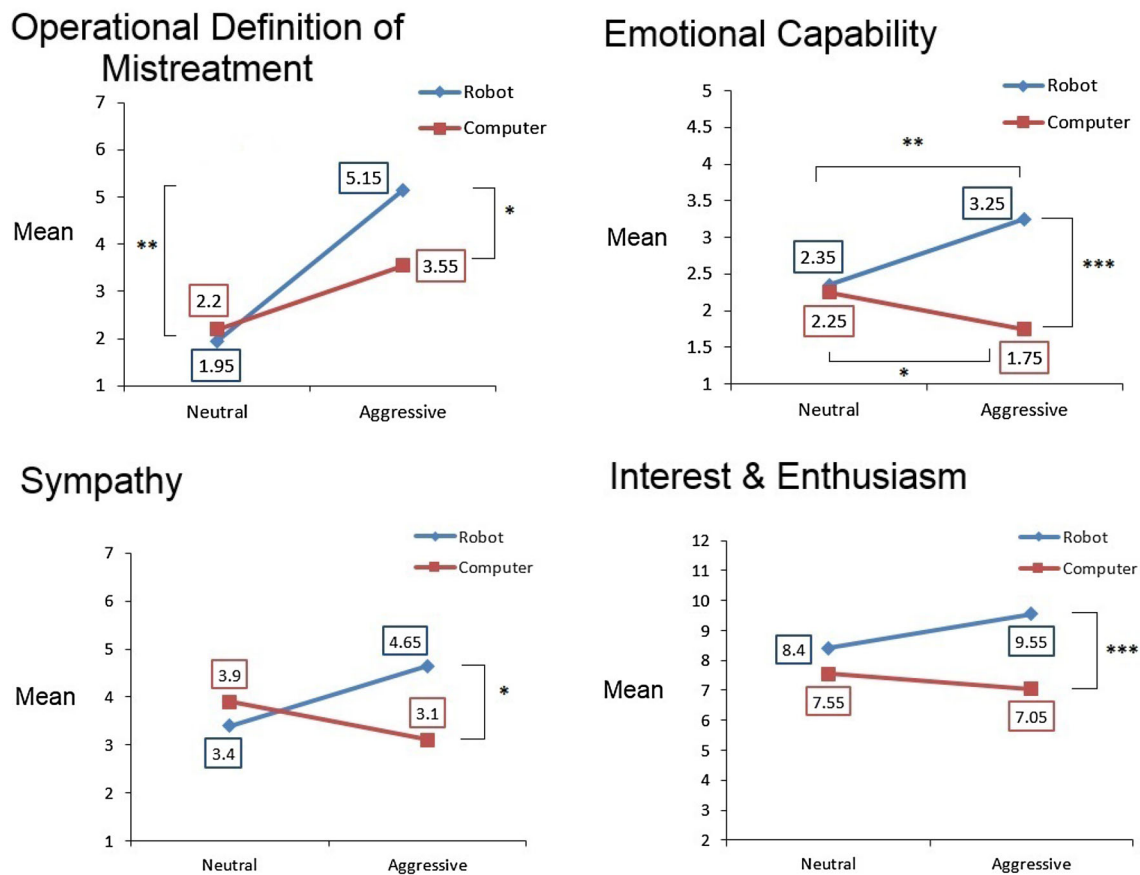 Operational Definition of
Mistreatment
Robot
Computer
7
6
5
4
3
2
1
Mean
5.15
3.55
2.2
1.95
**
*
Neutral
Aggressive
Emotional Capability
Robot
Computer
5
4.5
4
3.5
3
2.5
2
1.5
1
Mean
**
3.25
2.35
2.25
1.75
***
*
Neutral
Aggressive
Sympathy
Robot
Computer
7
6
5
4
3
2
1
Mean
4.65
3.9
3.1
3.4
*
Neutral
Aggressive
Interest & Enthusiasm
Robot
Computer
12
11
10
9
8
7
6
5
4
3
2
Mean
8.4
9.55
7.55
7.05
***
Neutral
Aggressive